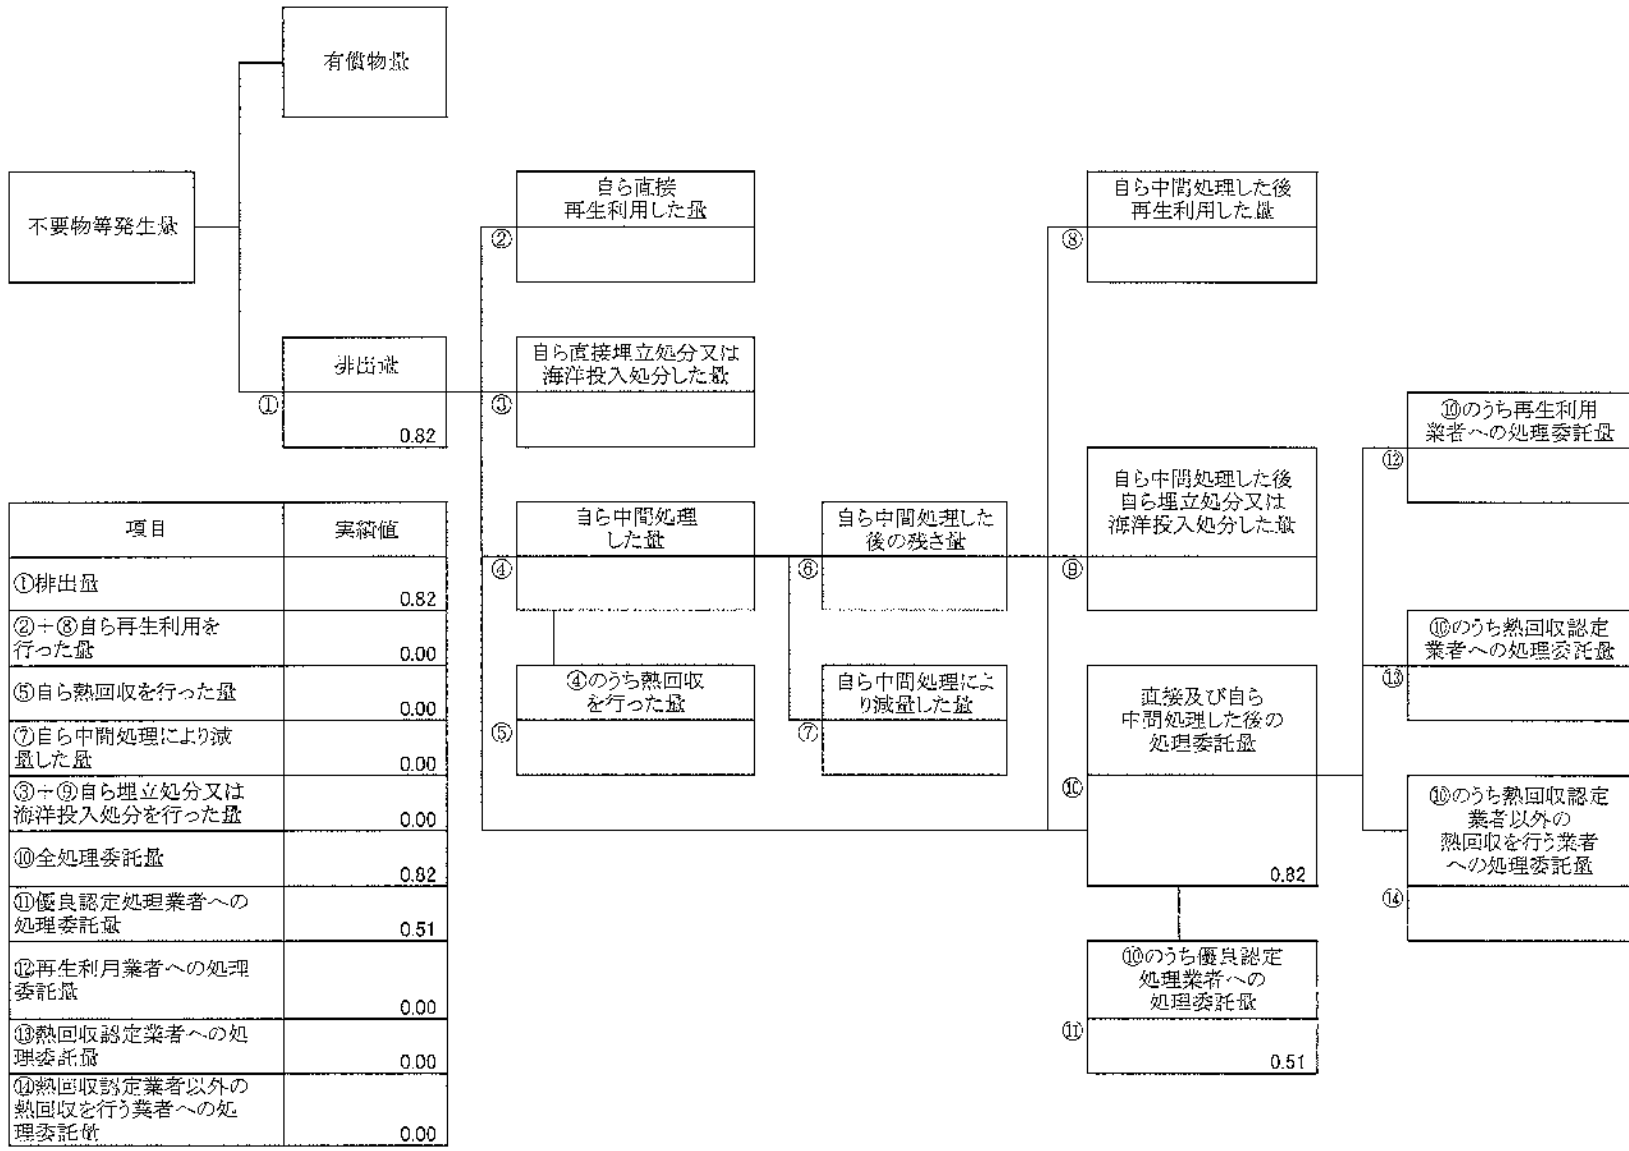 有償物量
不要物等発生量
排出量
①
0.82
自ら直接
再生利用した量
②
自ら直接埋立処分又は
海洋投入処分した量
③
自ら中間処理
した量
④
④のうち熱回収
を行った量
⑤
自ら中間処理した
後の残さ量
⑥
自ら中間処理によ
り減量した量
⑦
自ら中間処理した後
再生利用した量
⑧
自ら中間処理した後
自ら埋立処分又は
海洋投入処分した量
⑨
直接及び自ら
中間処理した後の
処理委託量
⑩
0.82
⑩のうち優良認定
処理業者への
処理委託量
⑪
0.51
⑩のうち再生利用
業者への処理委託量
⑫
⑩のうち熱回収認定
業者への処理委託量
⑬
⑩のうち熱回収認定
業者以外の
熱回収を行う業者
への処理委託量
⑭
項目 実績値
①排出量
0.82
②+⑧自ら再生利用を
行った量
0.00
⑤自ら熱回収を行った量
0.00
⑦自ら中間処理により減
量した量
0.00
③+⑨自ら埋立処分又は
海洋投入処分を行った量
0.00
⑩全処理委託量
0.82
⑪優良認定処理業者への
処理委託量
0.51
⑫再生利用業者への処理
委託量
0.00
⑬熱回収認定業者への処
理委託量
0.00
⑭熱回収認定業者以外の
熱回収を行う業者への処
理委託量
0.00